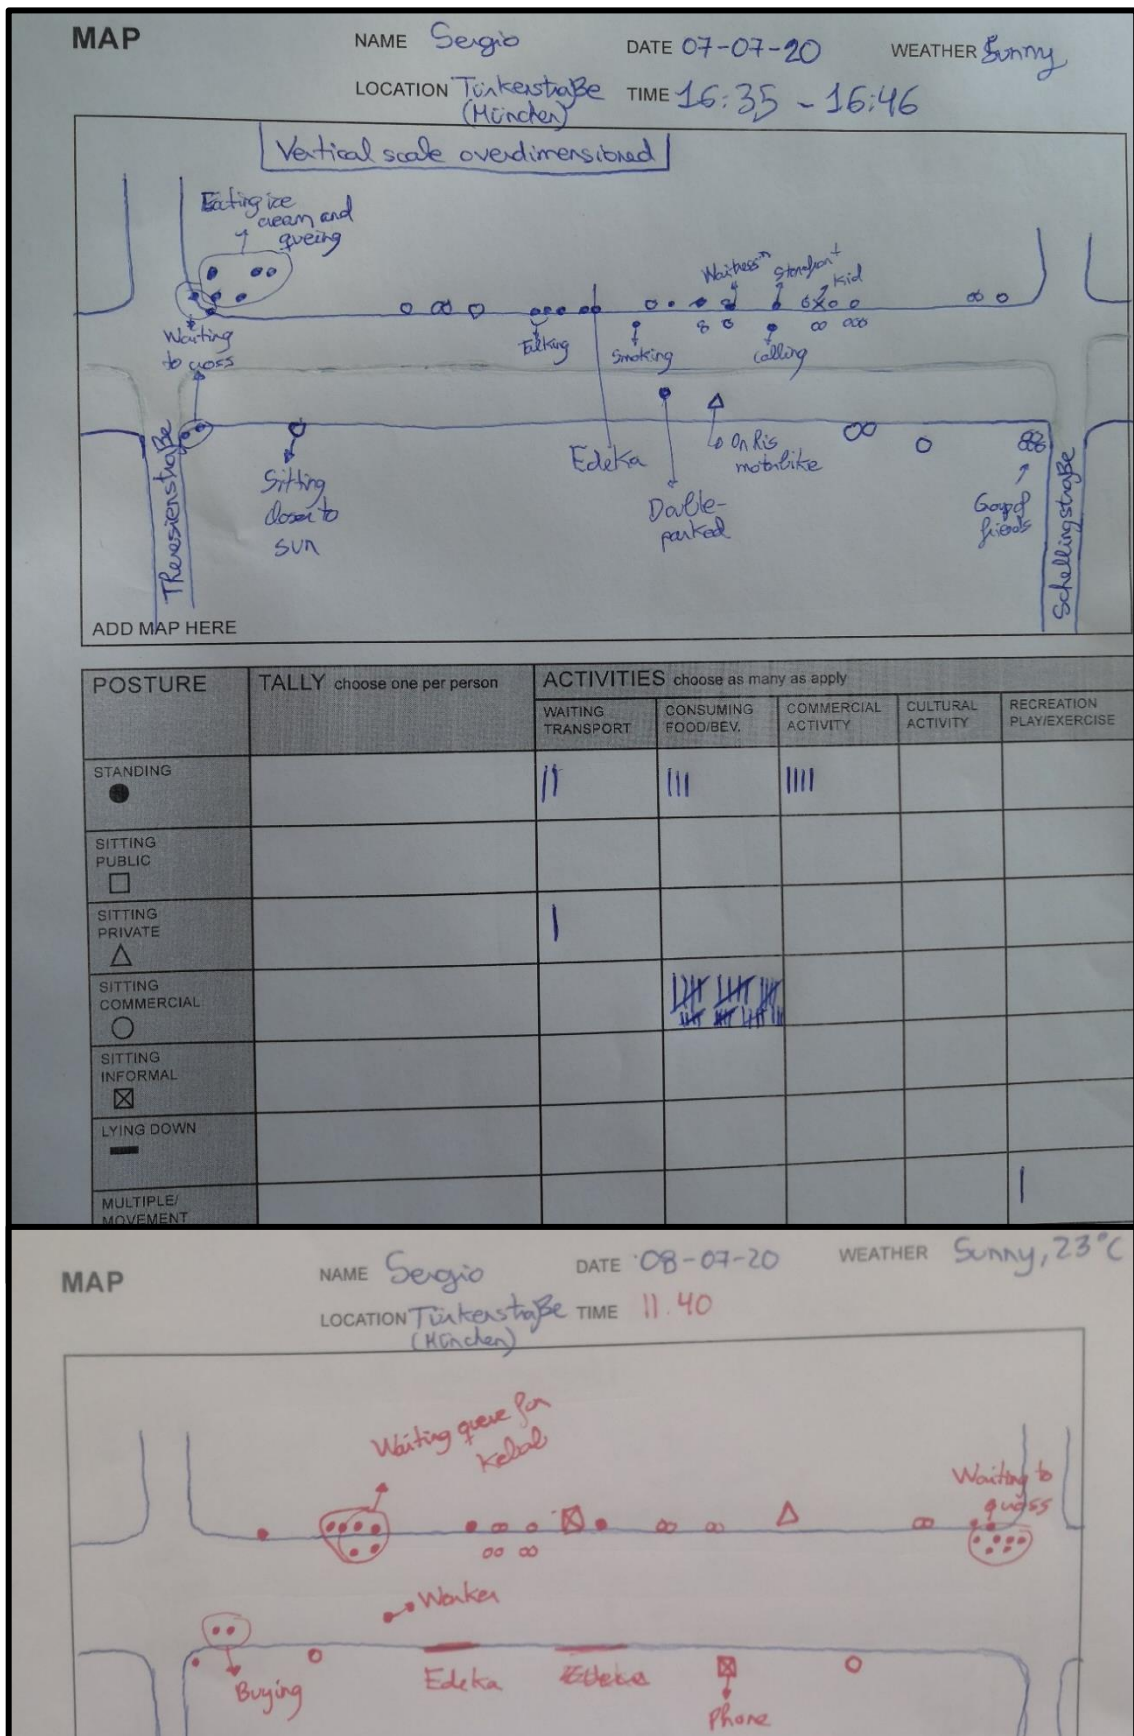 MAP
NAME Sergio
DATE 07-07-20
WEATHER Sunny
LOCATION Türkenstraße
(München)
TIME 16:35 - 16:46
Vertical scale overdimensioned
Eating ice
cream and
queing
Waiting
to cross
Talking
Smoking
Waitress
Storefront
Kid
Calling
Edeka
Double-
parked
On his
motorbike
Sitting
closer to
sun
Group of
friends
Theresienstraße
Schellingstraße
ADD MAP HERE
POSTURE
TALLY choose one per person
ACTIVITIES choose as many as apply
WAITING
TRANSPORT
CONSUMING
FOOD/BEV.
COMMERCIAL
ACTIVITY
CULTURAL
ACTIVITY
RECREATION
PLAY/EXERCISE
STANDING
SITTING
PUBLIC
SITTING
PRIVATE
SITTING
COMMERCIAL
SITTING
INFORMAL
LYING DOWN
MULTIPLE/
MOVEMENT
MAP
NAME Sergio
DATE 08-07-20
WEATHER Sunny, 23°C
LOCATION Türkenstraße
(München)
TIME 11.40
Waiting queue for
Kebab
Waiting to
Worker
Buying
Edeka
Phone